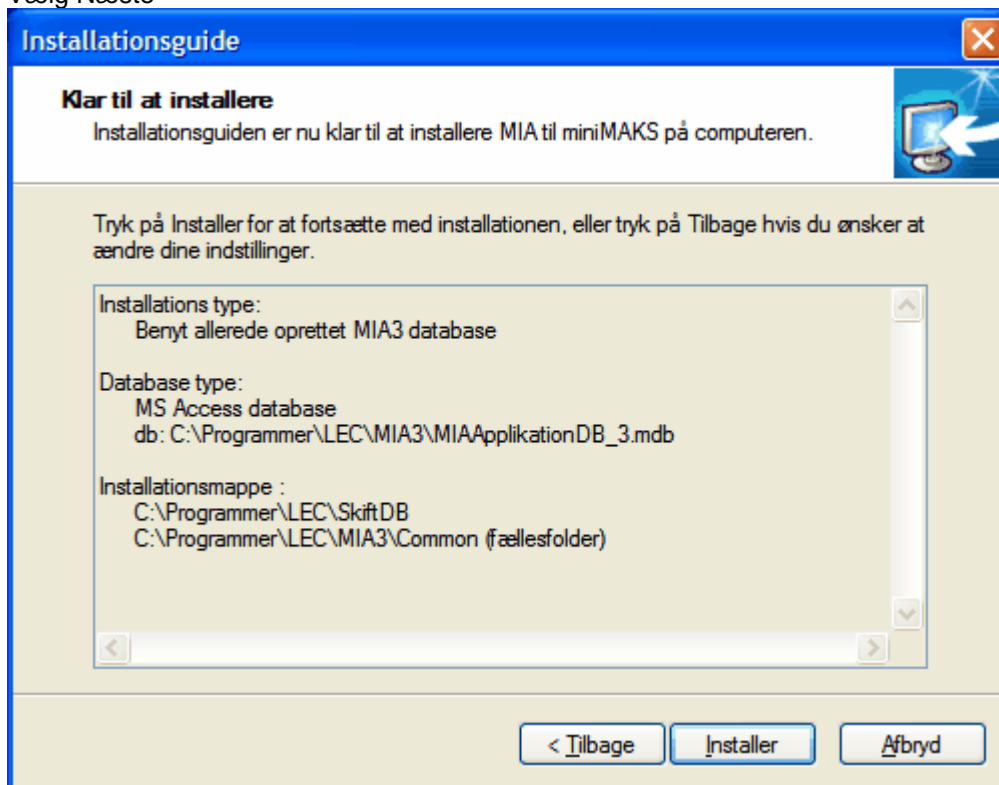 Vælg Næste
Installationsguide
Klar til at installere
Installationsguiden er nu klar til at installere MIA til miniMAKS på computeren.
Tryk på Installer for at fortsætte med installationen, eller tryk på Tilbage hvis du ønsker at
ændre dine indstillinger.
Installations type:
Benyt allerede oprettet MIA3 database
Database type:
MS Access database
db: C:\Programmer\LEC\MIA3\MIAApplikationDB_3.mdb
Installationsmappe :
C:\Programmer\LEC\SkiftDB
C:\Programmer\LEC\MIA3\Common (fællesfolder)
< Tilbage
Installer
Afbryd